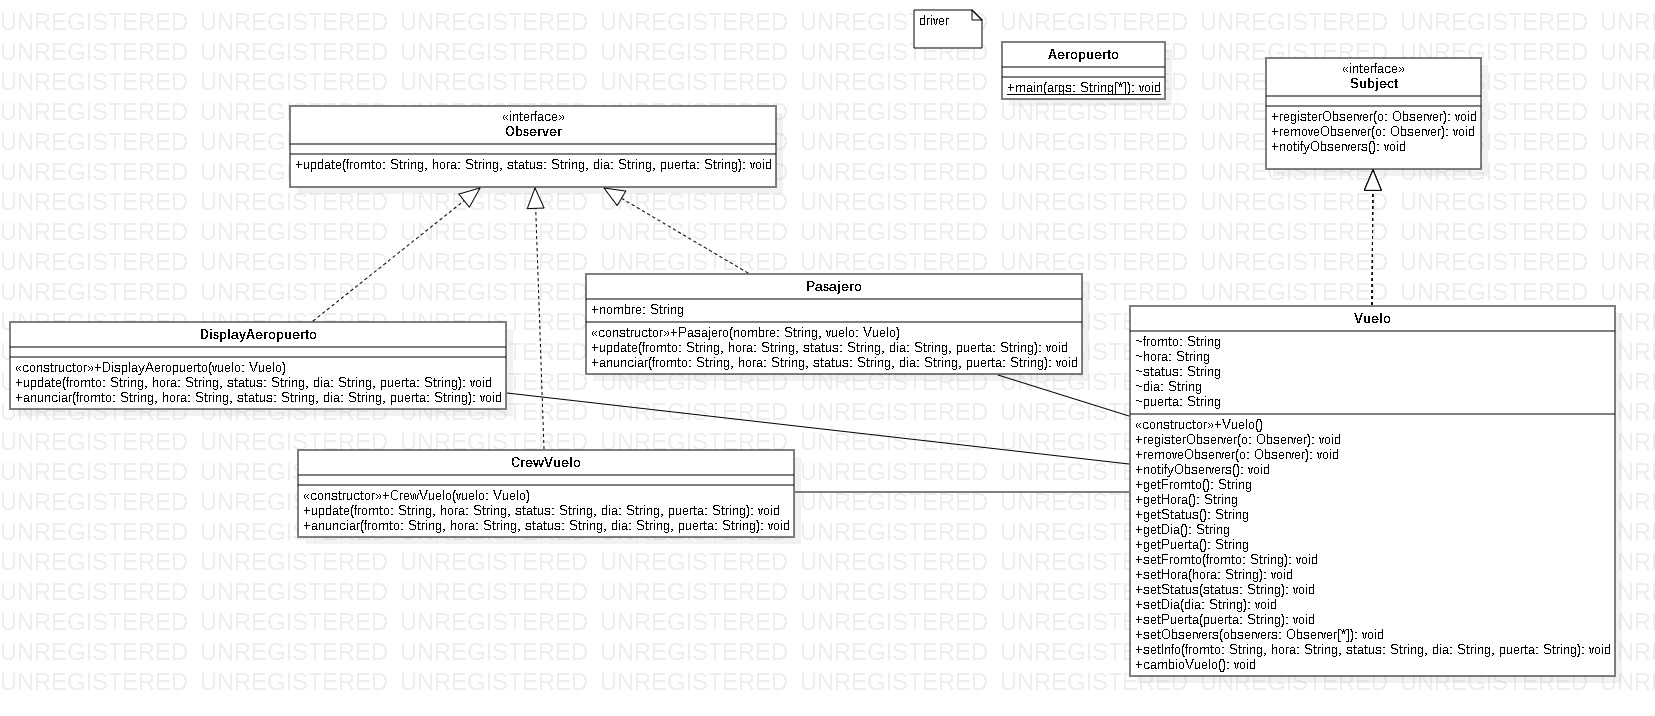 driver
Aeropuerto
+main(args: String[*]): void
«interface»
Subject
+registerObserver(o: Observer): void
+removeObserver(o: Observer): void
+notifyObservers(): void
«interface»
Observer
+update(fromto: String, hora: String, status: String, dia: String, puerta: String): void
Pasajero
+nombre: String
«constructor»+Pasajero(nombre: String, vuelo: Vuelo)
+update(fromto: String, hora: String, status: String, dia: String, puerta: String): void
+anunciar(fromto: String, hora: String, status: String, dia: String, puerta: String): void
DisplayAeropuerto
«constructor»+DisplayAeropuerto(vuelo: Vuelo)
+update(fromto: String, hora: String, status: String, dia: String, puerta: String): void
+anunciar(fromto: String, hora: String, status: String, dia: String, puerta: String): void
CrewVuelo
«constructor»+CrewVuelo(vuelo: Vuelo)
+update(fromto: String, hora: String, status: String, dia: String, puerta: String): void
+anunciar(fromto: String, hora: String, status: String, dia: String, puerta: String): void
Vuelo
~fromto: String
~hora: String
~status: String
~dia: String
~puerta: String
«constructor»+Vuelo()
+registerObserver(o: Observer): void
+removeObserver(o: Observer): void
+notifyObservers(): void
+getFromto(): String
+getHora(): String
+getStatus(): String
+getDia(): String
+getPuerta(): String
+setFromto(fromto: String): void
+setHora(hora: String): void
+setStatus(status: String): void
+setDia(dia: String): void
+setPuerta(puerta: String): void
+setObservers(observers: Observer[*]): void
+setInfo(fromto: String, hora: String, status: String, dia: String, puerta: String): void
+cambioVuelo(): void
UNREGISTERED